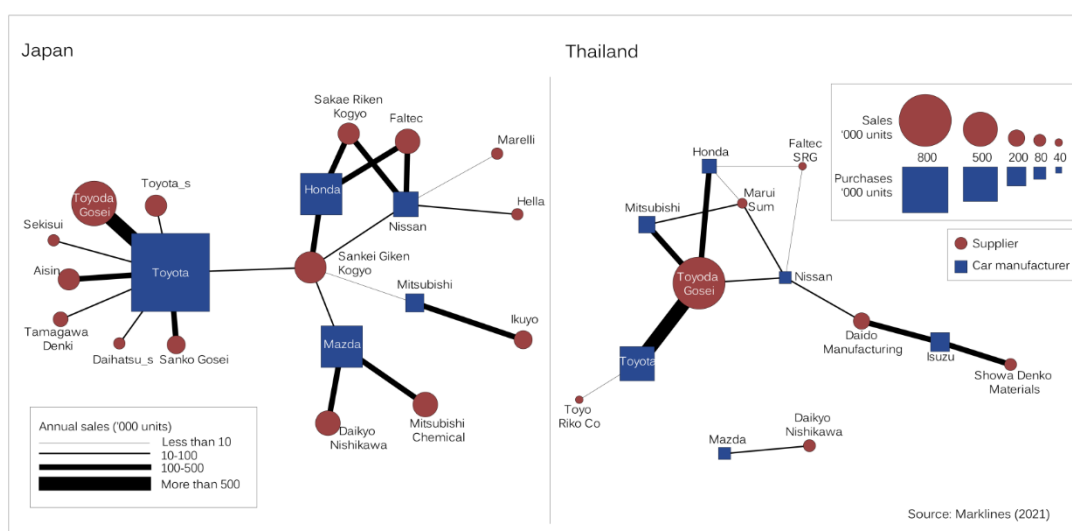 Japan
Sakae Riken
Kogyo
Faltec
Marelli
Toyota_s
Toyoda
Gosei
Honda
Hella
Nissan
Sekisui
Toyota
Sankei Giken
Kogyo
Aisin
Mitsubishi
Ikuyo
Tamagawa
Denki
Daihatsu_s
Sanko Gosei
Mazda
Daikyo
Nishikawa
Mitsubishi
Chemical
Annual sales ('000 units)
Less than 10
10-100
100-500
More than 500
Thailand
Honda
Faltec
SRG
Marui
Sum
Mitsubishi
Toyoda
Gosei
Nissan
Toyota
Daido
Manufacturing
Isuzu
Showa Denko
Materials
Toyo
Riko Co
Mazda
Daikyo
Nishikawa
Sales
'000 units
800 500 200 80 40
Purchases
'000 units
Supplier
Car manufacturer
Source: Marklines (2021)